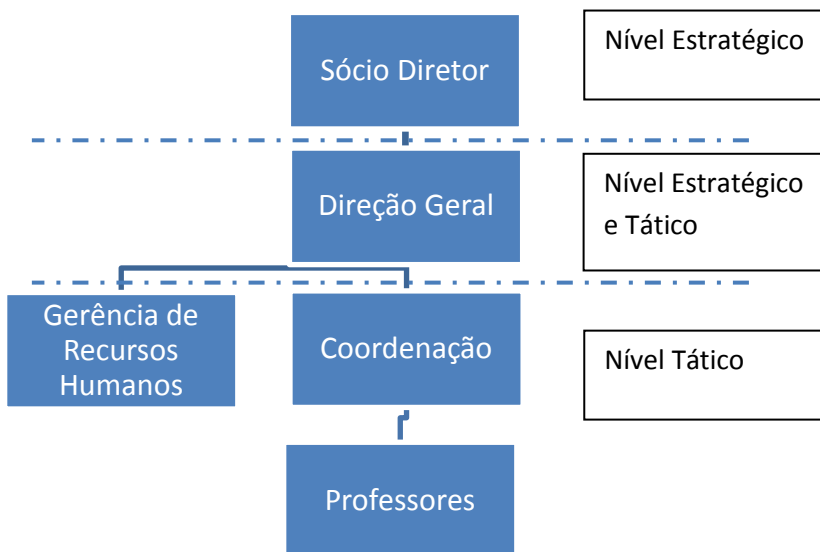 Sócio Diretor
Nível Estratégico
Direção Geral
Nível Estratégico
e Tático
Gerência de
Recursos
Humanos
Coordenação
Nível Tático
Professores